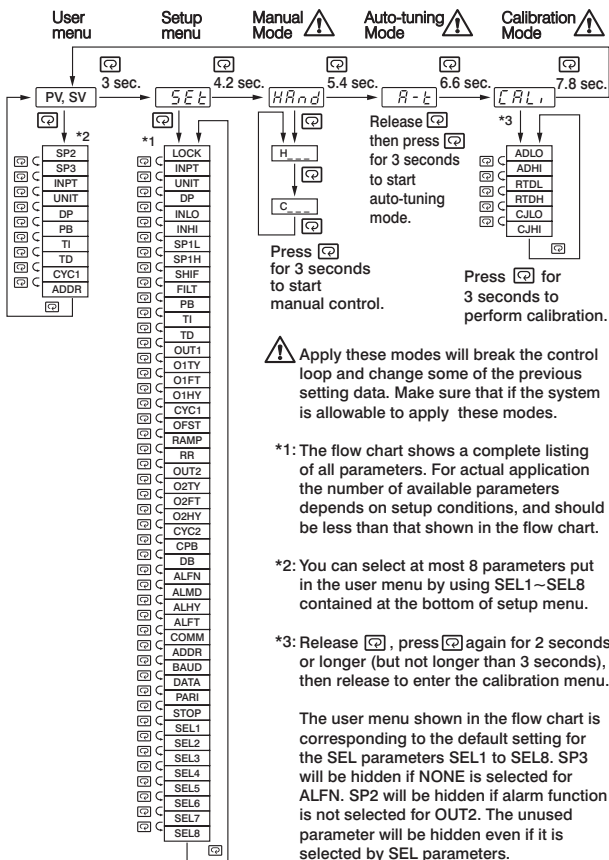 User menu
Setup menu
Manual Mode
Auto-tuning Mode
Calibration Mode
3 sec.
4.2 sec.
5.4 sec.
6.6 sec.
7.8 sec.
PV, SV
SEt
HAnd
A-t
CALi
*2
SP2
SP3
INPT
UNIT
DP
PB
TI
TD
CYC1
ADDR
*1
LOCK
INPT
UNIT
DP
INLO
INHI
SP1L
SP1H
SHIF
FILT
PB
TI
TD
OUT1
O1TY
O1FT
O1HY
CYC1
OFST
RAMP
RR
OUT2
O2TY
O2FT
O2HY
CYC2
CPB
DB
ALFN
ALMD
ALHY
ALFT
COMM
ADDR
BAUD
DATA
PARI
STOP
SEL1
SEL2
SEL3
SEL4
SEL5
SEL6
SEL7
SEL8
H_ _ _
C_ _ _
Press
for 3 seconds
to start
manual control.
Release
then press
for 3 seconds
to start
auto-tuning
mode.
*3
ADLO
ADHI
RTDL
RTDH
CJLO
CJHI
Press for
3 seconds to
perform calibration.
Apply these modes will break the control
loop and change some of the previous
setting data. Make sure that if the system
is allowable to apply these modes.
*1: The flow chart shows a complete listing
of all parameters. For actual application
the number of available parameters
depends on setup conditions, and should
be less than that shown in the flow chart.
*2: You can select at most 8 parameters put
in the user menu by using SEL1~SEL8
contained at the bottom of setup menu.
*3: Release , press again for 2 seconds
or longer (but not longer than 3 seconds),
then release to enter the calibration menu.
The user menu shown in the flow chart is
corresponding to the default setting for
the SEL parameters SEL1 to SEL8. SP3
will be hidden if NONE is selected for
ALFN. SP2 will be hidden if alarm function
is not selected for OUT2. The unused
parameter will be hidden even if it is
selected by SEL parameters.